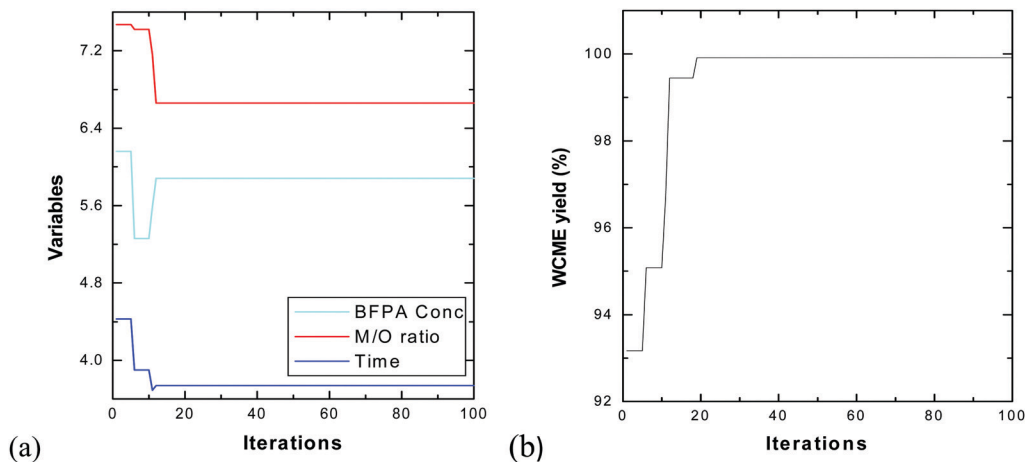 7.2
6.4
5.6
4.8
4.0
Variables
BFPA Conc
M/O ratio
Time
0 20 40 60 80 100
Iterations
(a)
100
98
96
94
92
WCME yield (%)
0 20 40 60 80 100
Iterations
(b)